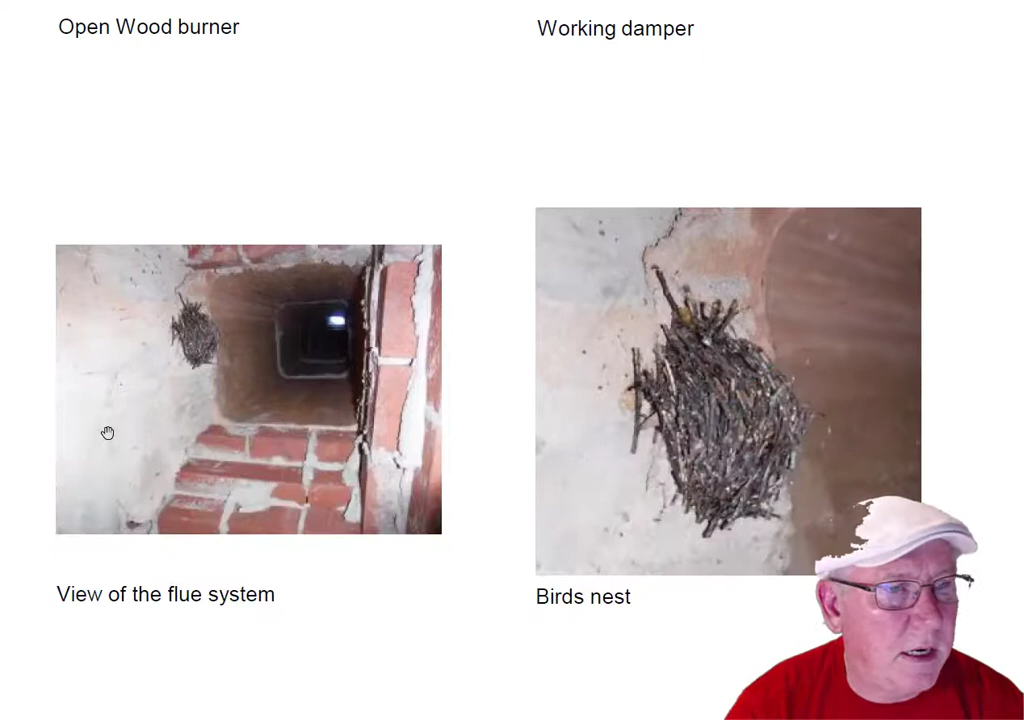 Open Wood burner
Working damper
View of the flue system
Birds nest